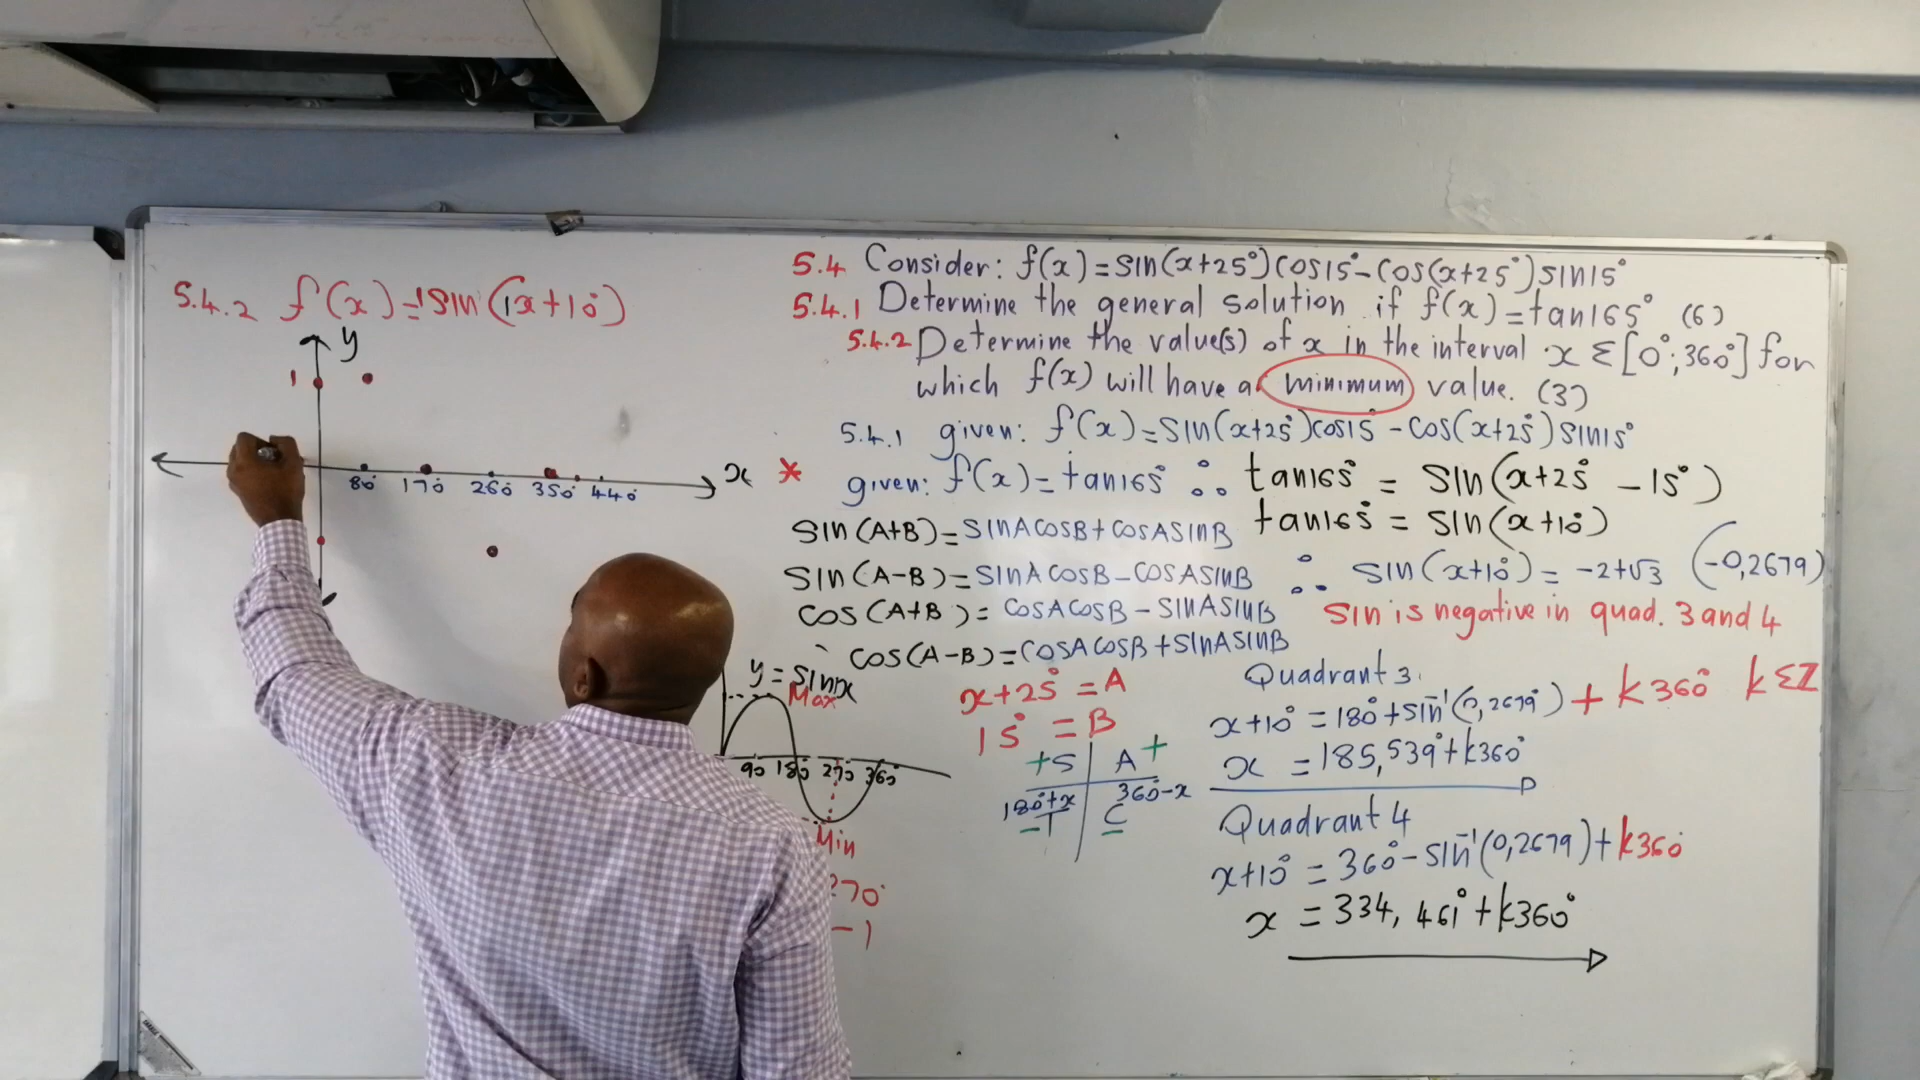 5.4.2 f(x)=1sin(1x+10°)
y
1
x
80° 170° 260° 350° 440°
5.4 Consider: f(x)=sin(x+25°)cos15°-cos(x+25°)sin15°
5.4.1 Determine the general solution if f(x)=tan165° (6)
5.4.2 Determine the value(s) of x in the interval x ∈[0°;360°] for
which f(x) will have a minimum value. (3)
5.4.1 given: f(x)=sin(x+25°)cos15°-cos(x+25°)sin15°
* given: f(x)=tan165° ∴ tan165° = sin(x+25°-15°)
tan165° = sin(x+10°)
∴ sin(x+10°)=-2+√3 (-0,2679)
sin is negative in quad. 3 and 4
sin(A+B)=sinAcosB+cosAsinB
sin(A-B)=sinAcosB-cosAsinB
cos(A+B)=cosAcosB-sinAsinB
cos(A-B)=cosAcosB+sinAsinB
y=sinx
Max
90 180° 270° 360°
Min
270°
-1
x+25°=A
15°=B
+S A+
180°+x 360°-x
-T C-
Quadrant 3
x+10°=180°+sin⁻¹(0,2679)+k360° k∈Z
x=185,539°+k360°
Quadrant 4
x+10°=360°-sin⁻¹(0,2679)+k360
x=334,461°+k360°